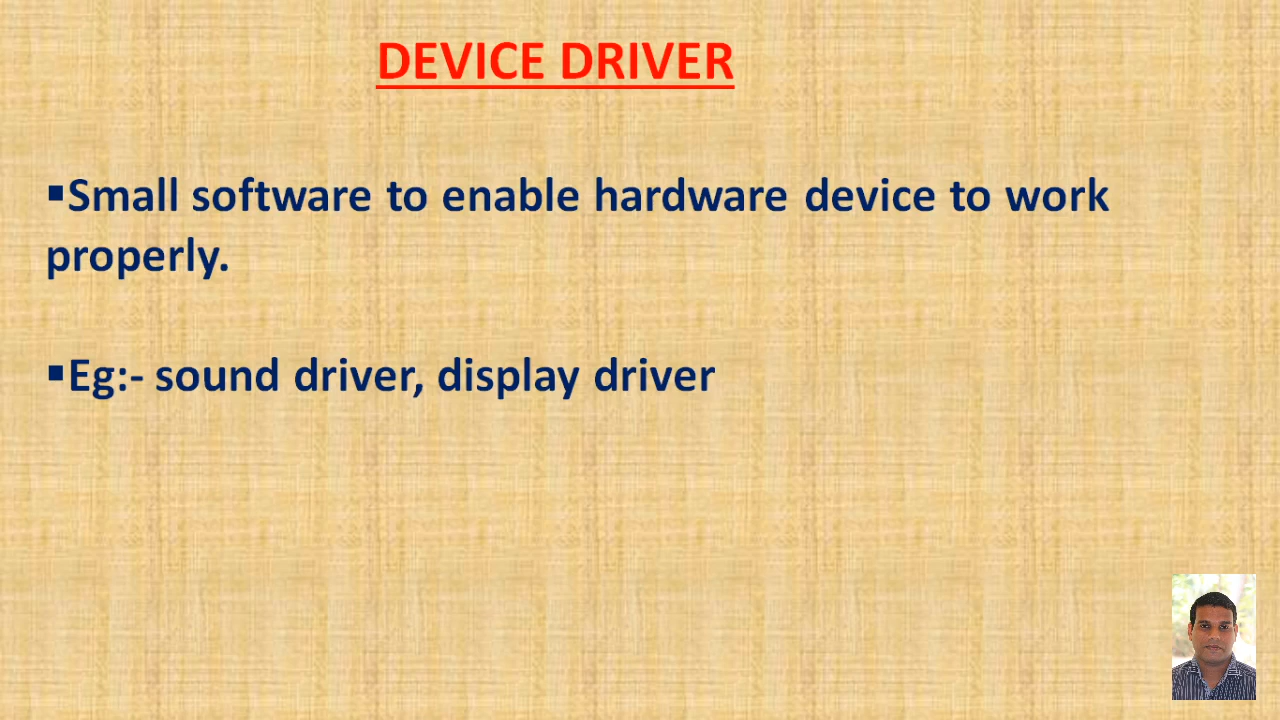 DEVICE DRIVER
▪Small software to enable hardware device to work
properly.
▪Eg:- sound driver, display driver